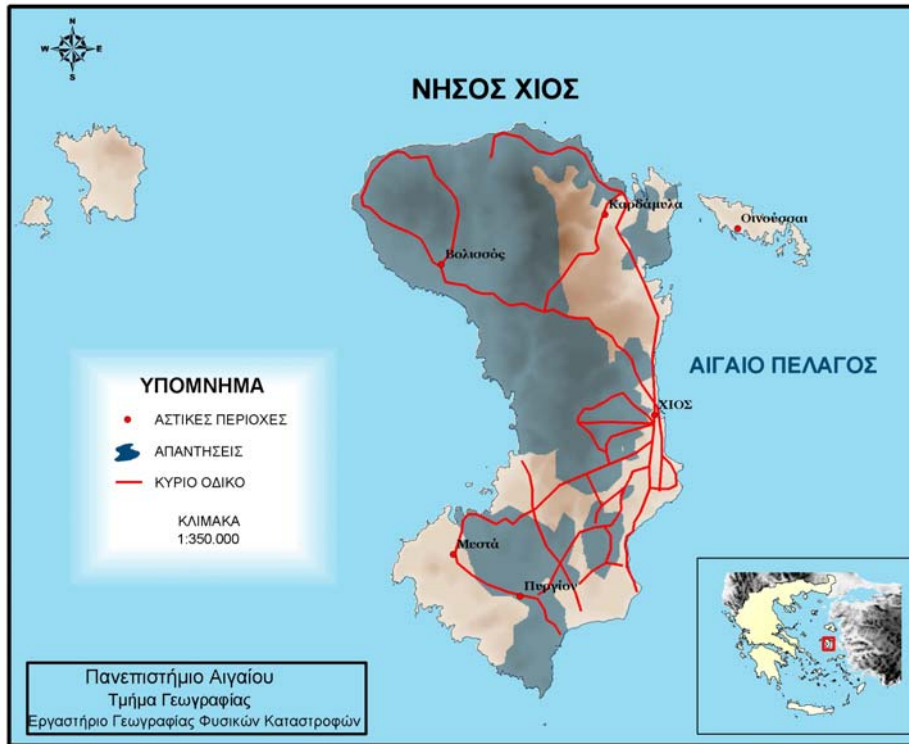 N
W E
S
ΝΗΣΟΣ ΧΙΟΣ
Καρδάμυλα
Οινούσσαι
Βολισσός
ΑΙΓΑΙΟ ΠΕΛΑΓΟΣ
ΧΙΟΣ
ΥΠΟΜΝΗΜΑ
ΑΣΤΙΚΕΣ ΠΕΡΙΟΧΕΣ
ΑΠΑΝΤΗΣΕΙΣ
ΚΥΡΙΟ ΟΔΙΚΟ
ΚΛΙΜΑΚΑ
1:350.000
Μεστά
Πυργίον
Πανεπιστήμιο Αιγαίου
Τμήμα Γεωγραφίας
Εργαστήριο Γεωγραφίας Φυσικών Καταστροφών